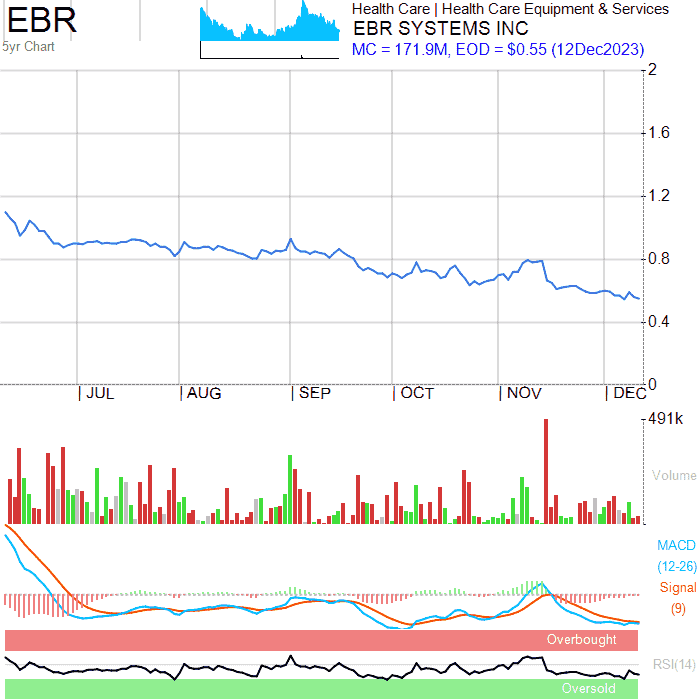 EBR
5yr Chart
Health Care | Health Care Equipment & Services
EBR SYSTEMS INC
MC = 171.9M, EOD = $0.55 (12Dec2023)
2
1.6
1.2
0.8
0.4
0
JUL AUG SEP OCT NOV DEC
491k
Volume
MACD
(12-26)
Signal
(9)
Overbought
RSI(14)
Oversold